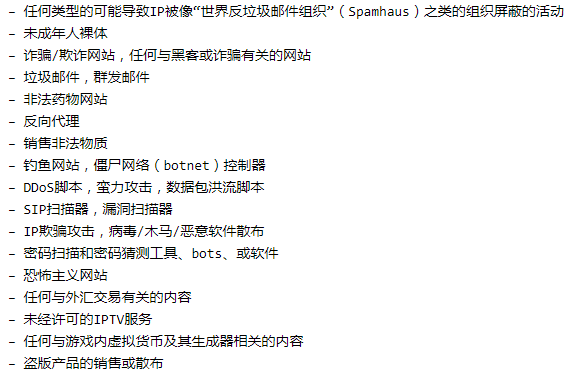 – 任何类型的可能导致IP被像“世界反垃圾邮件组织”（Spamhaus）之类的组织屏蔽的活动
– 未成年人裸体
– 诈骗/欺诈网站，任何与黑客或诈骗有关的网站
– 垃圾邮件，群发邮件
– 非法药物网站
– 反向代理
– 销售非法物质
– 钓鱼网站，僵尸网络（botnet）控制器
– DDoS脚本，蛮力攻击，数据包洪流脚本
– SIP扫描器，漏洞扫描器
– IP欺骗攻击，病毒/木马/恶意软件散布
– 密码扫描和密码猜测工具、bots、或软件
– 恐怖主义网站
– 任何与外汇交易有关的内容
– 未经许可的IPTV服务
– 任何与游戏内虚拟货币及其生成器相关的内容
– 盗版产品的销售或散布